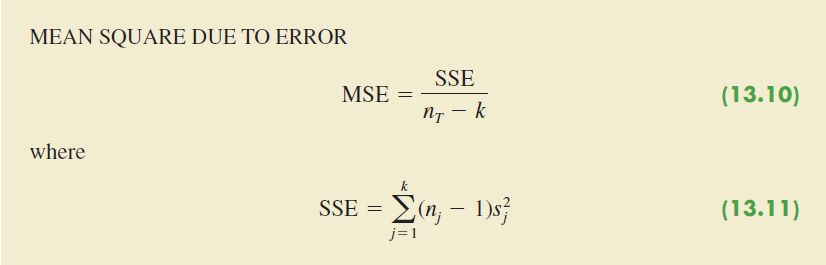 MEAN SQUARE DUE TO ERROR
MSE = SSE / (n_T − k) (13.10)
where
SSE = ∑_{j=1}^{k} (n_j − 1)s_j^2 (13.11)